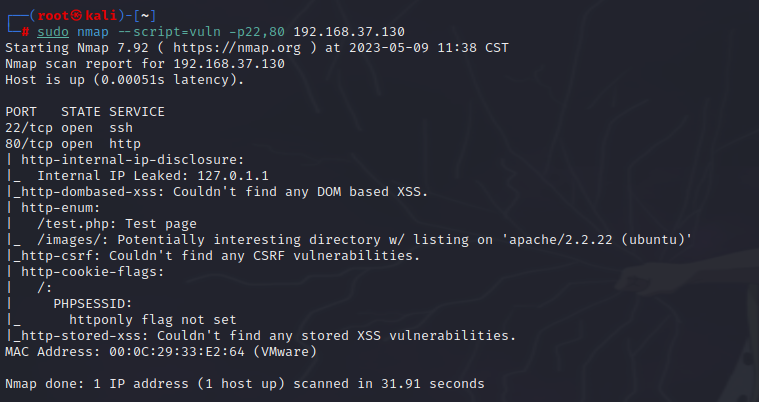 ┌──(root㉿kali)-[~]
└─# sudo nmap --script=vuln -p22,80 192.168.37.130
Starting Nmap 7.92 ( https://nmap.org ) at 2023-05-09 11:38 CST
Nmap scan report for 192.168.37.130
Host is up (0.00051s latency).

PORT   STATE SERVICE
22/tcp open  ssh
80/tcp open  http
| http-internal-ip-disclosure:
|_  Internal IP Leaked: 127.0.1.1
|_http-dombased-xss: Couldn't find any DOM based XSS.
| http-enum:
|   /test.php: Test page
|_  /images/: Potentially interesting directory w/ listing on 'apache/2.2.22 (ubuntu)'
|_http-csrf: Couldn't find any CSRF vulnerabilities.
| http-cookie-flags:
|   /:
|     PHPSESSID:
|_      httponly flag not set
|_http-stored-xss: Couldn't find any stored XSS vulnerabilities.
MAC Address: 00:0C:29:33:E2:64 (VMware)

Nmap done: 1 IP address (1 host up) scanned in 31.91 seconds